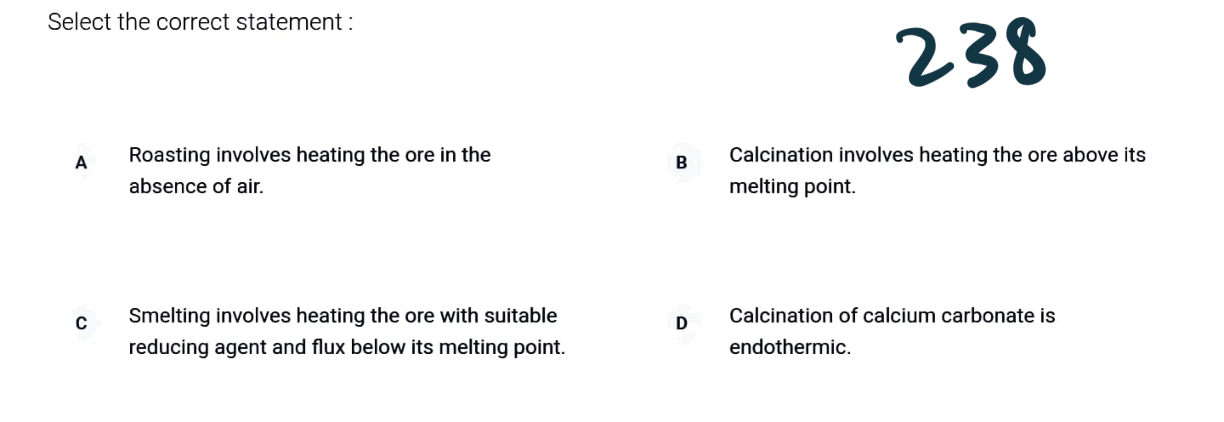 Select the correct statement :
238
A
Roasting involves heating the ore in the
absence of air.
B
Calcination involves heating the ore above its
melting point.
C
Smelting involves heating the ore with suitable
reducing agent and flux below its melting point.
D
Calcination of calcium carbonate is
endothermic.